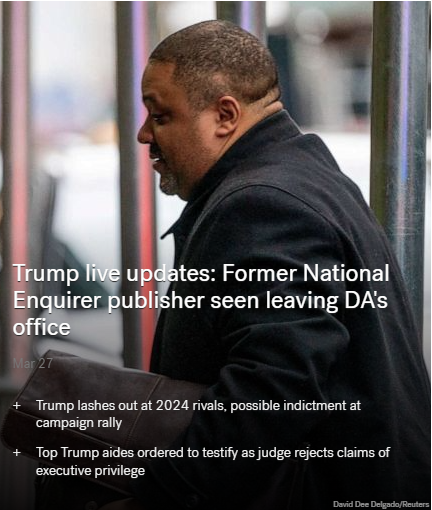 Trump live updates: Former National
Enquirer publisher seen leaving DA's
office
Mar 27
+ Trump lashes out at 2024 rivals, possible indictment at
campaign rally
+ Top Trump aides ordered to testify as judge rejects claims of
executive privilege
David Dee Delgado/Reuters